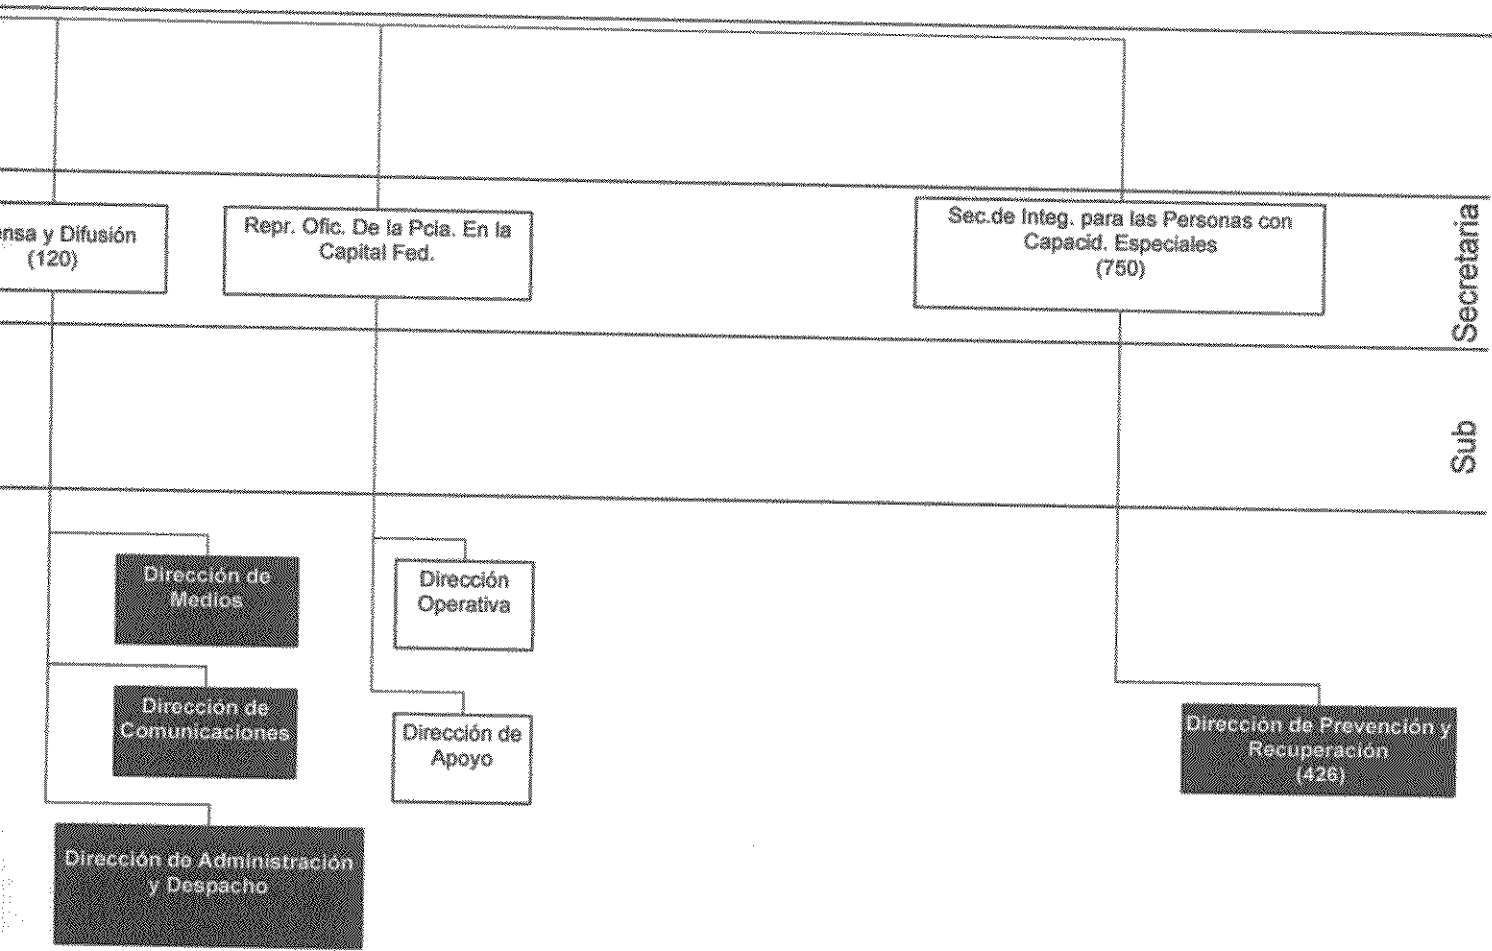 y Difusión
(120)
Repr. Ofic. De la Pcia. En la
Capital Fed.
Sec.de Integ. para las Personas con
Capacid. Especiales
(750)
Secretaria
Sub
Dirección de
Medios
Dirección
Operativa
Dirección de
Comunicaciones
Dirección de
Apoyo
Dirección de Prevención y
Recuperación
(426)
Dirección de Administración
y Despacho